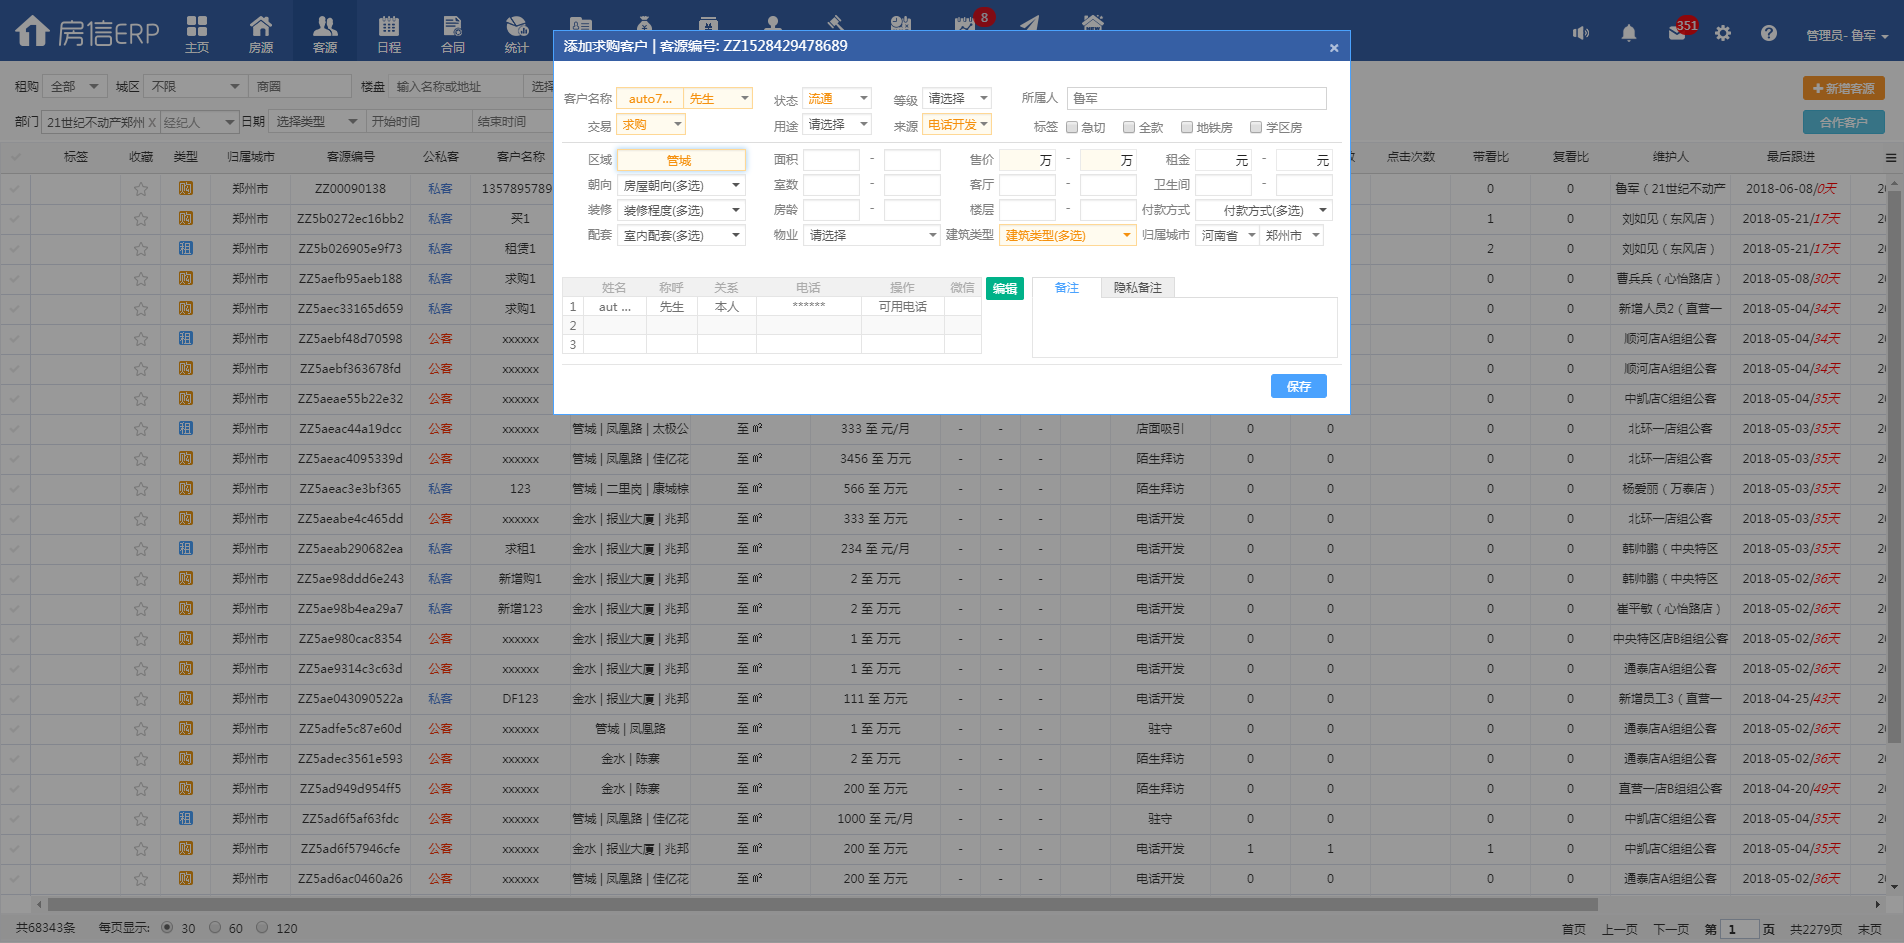 房信ERP 主页 房源 客源 日程 合同 统计 8 351 管理员- 鲁军
添加求购客户 | 客源编号: ZZ1528429478689 ×
租购 全部 城区 不限 商圈 楼盘 输入名称或地址 选择
+ 新增客源
部门 21世纪不动产郑州 X 经纪人 日期 选择类型 开始时间 结束时间
合作客户
客户名称 auto7... 先生 状态 流通 等级 请选择 所属人 鲁军
交易 求购 用途 请选择 来源 电话开发 标签 急切 全款 地铁房 学区房
区域 管城 面积 - 售价 万 - 万 租金 元 - 元
朝向 房屋朝向(多选) 室数 - 客厅 - 卫生间 -
装修 装修程度(多选) 房龄 - 楼层 - 付款方式 付款方式(多选)
配套 室内配套(多选) 物业 请选择 建筑类型 建筑类型(多选) 归属城市 河南省 郑州市
姓名 称呼 关系 电话 操作 微信 编辑 备注 隐私备注
1 aut ... 先生 本人 ****** 可用电话
2
3
保存
标签 收藏 类型 归属城市 客源编号 公私客 客户名称 点击次数 带看比 复看比 维护人 最后跟进
购 郑州市 ZZ00090138 私客 1357895789 0 0 鲁军（21世纪不动产 2018-06-08/0天
购 郑州市 ZZ5b0272ec16bb2 私客 买1 1 0 刘如见（东风店） 2018-05-21/17天
租 郑州市 ZZ5b026905e9f73 私客 租赁1 2 0 刘如见（东风店） 2018-05-21/17天
购 郑州市 ZZ5aefb95aeb188 私客 求购1 0 0 曹兵兵（心怡路店） 2018-05-08/30天
购 郑州市 ZZ5aec33165d659 私客 求购1 0 0 新增人员2（直营一 2018-05-04/34天
租 郑州市 ZZ5aebf48d70598 公客 xxxxxx 0 0 顺河店A组组公客 2018-05-04/34天
购 郑州市 ZZ5aebf363678fd 公客 xxxxxx 0 0 顺河店A组组公客 2018-05-04/34天
购 郑州市 ZZ5aeae55b22e32 公客 xxxxxx 0 0 中凯店C组组公客 2018-05-04/35天
租 郑州市 ZZ5aeac44a19dcc 公客 xxxxxx 管城 | 凤凰路 | 太极公 至 ㎡ 333 至 元/月 - - - 店面吸引 0 0 0 0 北环一店组公客 2018-05-03/35天
购 郑州市 ZZ5aeac4095339d 公客 xxxxxx 管城 | 凤凰路 | 佳亿花 至 ㎡ 3456 至 万元 - - - 陌生拜访 0 0 0 0 北环一店组公客 2018-05-03/35天
购 郑州市 ZZ5aeac3e3bf365 私客 123 管城 | 二里岗 | 康城棕 至 ㎡ 566 至 万元 - - - 陌生拜访 0 0 0 0 杨爱丽（万泰店） 2018-05-03/35天
购 郑州市 ZZ5aeabe4c465dd 公客 xxxxxx 金水 | 报业大厦 | 兆邦 至 ㎡ 333 至 万元 - - - 电话开发 0 0 0 0 北环一店组公客 2018-05-03/35天
租 郑州市 ZZ5aeab290682ea 私客 求租1 金水 | 报业大厦 | 兆邦 至 ㎡ 234 至 元/月 - - - 电话开发 0 0 0 0 韩帅鹏（中央特区 2018-05-03/35天
购 郑州市 ZZ5ae98ddd6e243 私客 新增购1 金水 | 报业大厦 | 兆邦 至 ㎡ 2 至 万元 - - - 电话开发 0 0 0 0 韩帅鹏（中央特区 2018-05-02/36天
购 郑州市 ZZ5ae98b4ea29a7 私客 新增123 金水 | 报业大厦 | 兆邦 至 ㎡ 2 至 万元 - - - 电话开发 0 0 0 0 崔平敏（心怡路店） 2018-05-02/36天
购 郑州市 ZZ5ae980cac8354 公客 xxxxxx 金水 | 报业大厦 | 兆邦 至 ㎡ 1 至 万元 - - - 电话开发 0 0 0 0 中央特区店B组组公客 2018-05-02/36天
购 郑州市 ZZ5ae9314c3c63d 公客 xxxxxx 金水 | 报业大厦 | 兆邦 至 ㎡ 1 至 万元 - - - 电话开发 0 0 0 0 通泰店A组组公客 2018-05-02/36天
购 郑州市 ZZ5ae043090522a 私客 DF123 金水 | 报业大厦 | 兆邦 至 ㎡ 111 至 万元 - - - 电话开发 0 0 0 0 新增员工3（直营一 2018-04-25/43天
购 郑州市 ZZ5adfe5c87e60d 公客 xxxxxx 管城 | 凤凰路 至 ㎡ 1 至 万元 - - - 驻守 0 0 0 0 通泰店A组组公客 2018-05-02/36天
购 郑州市 ZZ5adec3561e593 公客 xxxxxx 金水 | 陈寨 至 ㎡ 2 至 万元 - - - 陌生拜访 0 0 0 0 通泰店A组组公客 2018-05-02/36天
购 郑州市 ZZ5ad949d954ff5 公客 xxxxxx 金水 | 陈寨 至 ㎡ 200 至 万元 - - - 陌生拜访 0 0 0 0 直营一店B组组公客 2018-04-20/49天
租 郑州市 ZZ5ad6f5af63fdc 公客 xxxxxx 管城 | 凤凰路 | 佳亿花 至 ㎡ 1000 至 元/月 - - - 驻守 0 0 0 0 中凯店C组组公客 2018-05-04/35天
购 郑州市 ZZ5ad6f57946cfe 公客 xxxxxx 金水 | 报业大厦 | 兆邦 至 ㎡ 200 至 万元 - - - 电话开发 1 1 1 0 中凯店C组组公客 2018-05-04/35天
购 郑州市 ZZ5ad6ac0460a26 公客 xxxxxx 管城 | 凤凰路 | 佳亿花 至 ㎡ 200 至 万元 - - - 电话开发 0 0 0 0 通泰店A组组公客 2018-05-02/36天
共68343条 每页显示: 30 60 120 首页 上一页 下一页 第 1 页 共2279页 末页